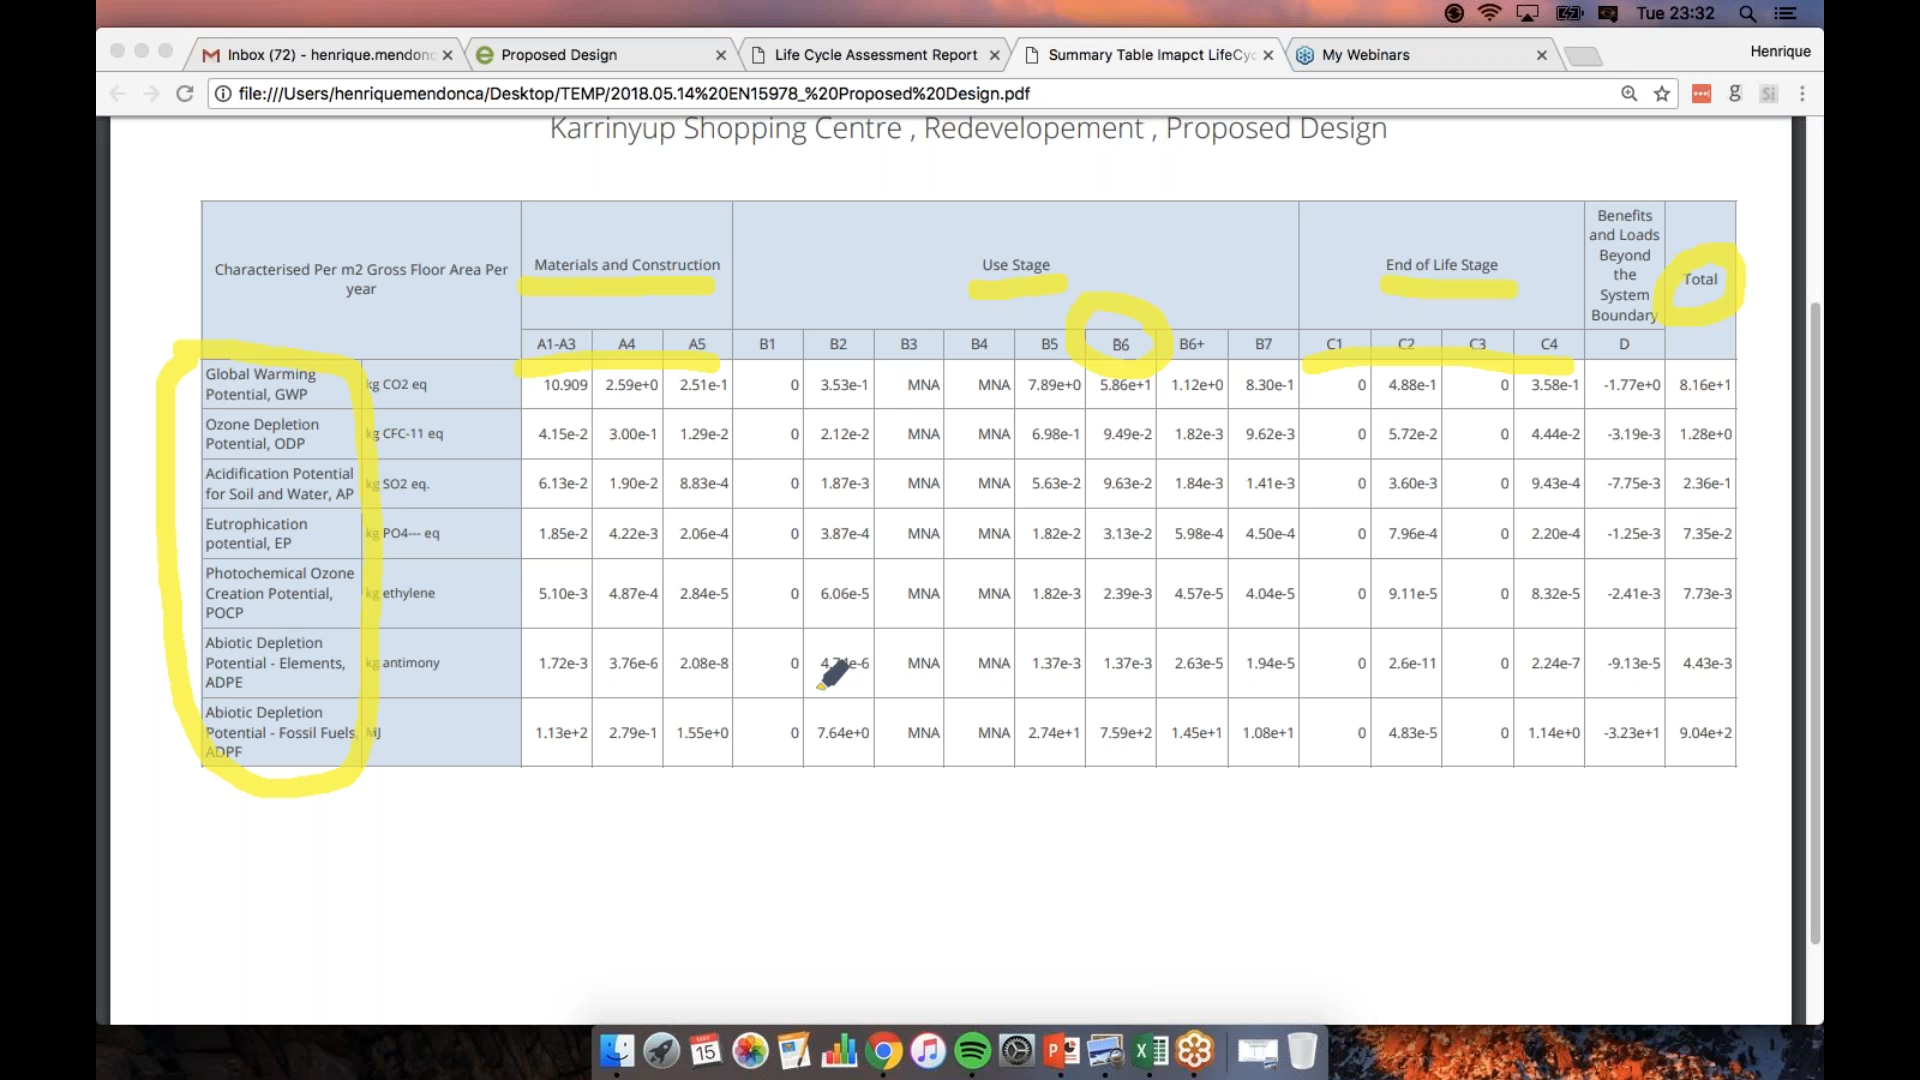 Tue 23:32
Inbox (72) - henrique.mendonc
Proposed Design
Life Cycle Assessment Report
Summary Table Imapct LifeCyc
My Webinars
Henrique
file:///Users/henriquemendonca/Desktop/TEMP/2018.05.14%20EN15978_%20Proposed%20Design.pdf
Karrinyup Shopping Centre , Redevelopement , Proposed Design
Characterised Per m2 Gross Floor Area Per
year
Materials and Construction
Use Stage
End of Life Stage
Benefits
and Loads
Beyond
the
System
Boundary
Total
A1-A3 A4 A5 B1 B2 B3 B4 B5 B6 B6+ B7 C1 C2 C3 C4 D
Global Warming
Potential, GWP
kg CO2 eq 10.909 2.59e+0 2.51e-1 0 3.53e-1 MNA MNA 7.89e+0 5.86e+1 1.12e+0 8.30e-1 0 4.88e-1 0 3.58e-1 -1.77e+0 8.16e+1
Ozone Depletion
Potential, ODP
kg CFC-11 eq 4.15e-2 3.00e-1 1.29e-2 0 2.12e-2 MNA MNA 6.98e-1 9.49e-2 1.82e-3 9.62e-3 0 5.72e-2 0 4.44e-2 -3.19e-3 1.28e+0
Acidification Potential
for Soil and Water, AP
kg SO2 eq. 6.13e-2 1.90e-2 8.83e-4 0 1.87e-3 MNA MNA 5.63e-2 9.63e-2 1.84e-3 1.41e-3 0 3.60e-3 0 9.43e-4 -7.75e-3 2.36e-1
Eutrophication
potential, EP
kg PO4--- eq 1.85e-2 4.22e-3 2.06e-4 0 3.87e-4 MNA MNA 1.82e-2 3.13e-2 5.98e-4 4.50e-4 0 7.96e-4 0 2.20e-4 -1.25e-3 7.35e-2
Photochemical Ozone
Creation Potential,
POCP
kg ethylene 5.10e-3 4.87e-4 2.84e-5 0 6.06e-5 MNA MNA 1.82e-3 2.39e-3 4.57e-5 4.04e-5 0 9.11e-5 0 8.32e-5 -2.41e-3 7.73e-3
Abiotic Depletion
Potential - Elements,
ADPE
kg antimony 1.72e-3 3.76e-6 2.08e-8 0 MNA MNA 1.37e-3 1.37e-3 2.63e-5 1.94e-5 0 2.6e-11 0 2.24e-7 -9.13e-5 4.43e-3
Abiotic Depletion
Potential - Fossil Fuels,
ADPF
MJ 1.13e+2 2.79e-1 1.55e+0 0 7.64e+0 MNA MNA 2.74e+1 7.59e+2 1.45e+1 1.08e+1 0 4.83e-5 0 1.14e+0 -3.23e+1 9.04e+2
MAY
15